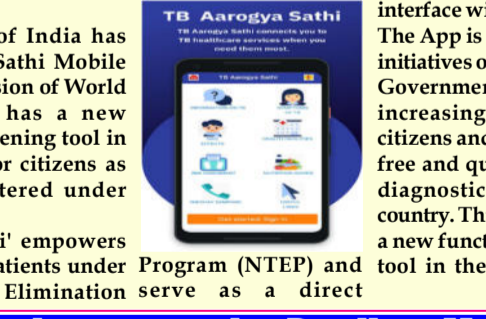 of India has
Sathi Mobile
sion of World
has a new
ening tool in
or citizens as
tered under
i' empowers
atients under
Elimination
TB Aarogya Sathi
TB Aarogya Sathi connects you to
TB healthcare services when you
need them most.
TB Aarogya Sathi
Get started: Sign in
Program (NTEP) and
serve as a direct
interface wi
The App is
initiatives o
Governmen
increasing
citizens and
free and qu
diagnostic
country. Thi
a new funct
tool in the